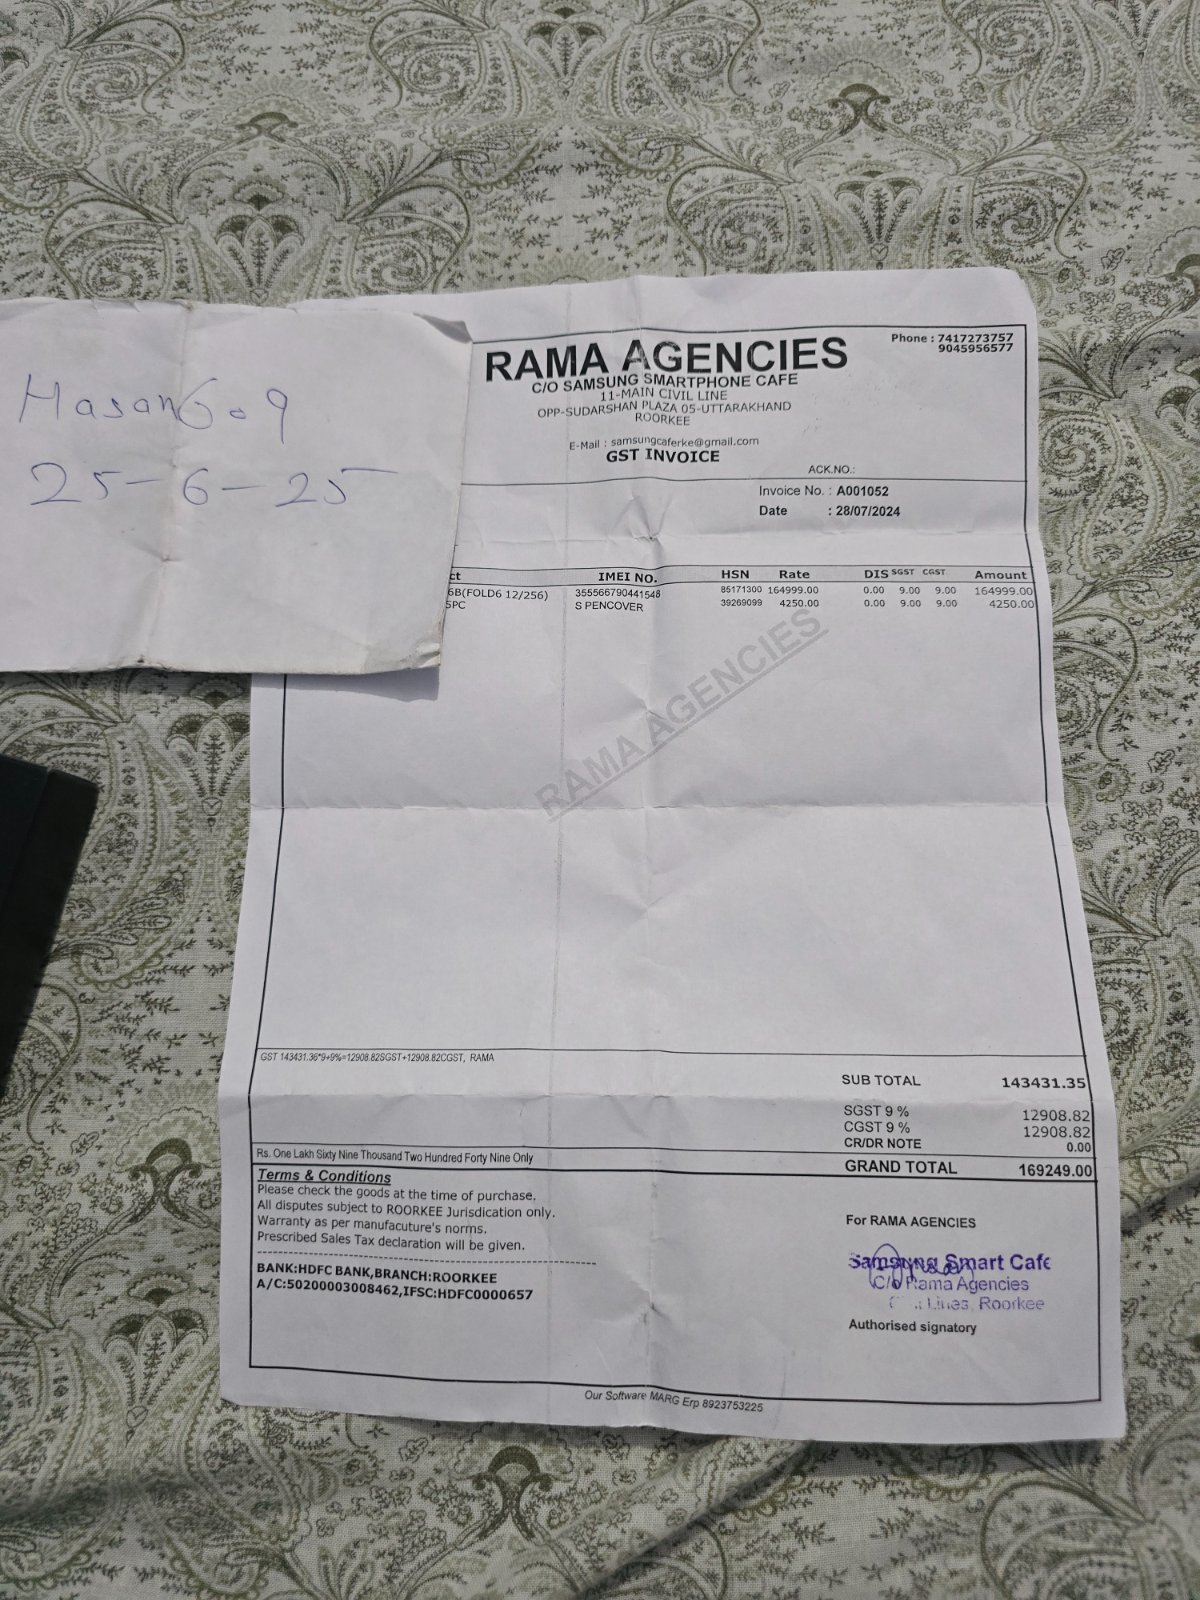 Phone : 7417273757
9045956577
RAMA AGENCIES
C/O SAMSUNG SMARTPHONE CAFE
11-MAIN CIVIL LINE
OPP-SUDARSHAN PLAZA 05-UTTARAKHAND
ROORKEE
E-Mail : samsungcaferke@gmail.com
GST INVOICE
ACK.NO.:
Invoice No. : A001052
Date : 28/07/2024
25-6-25
ct IMEI NO. HSN Rate DIS SGST CGST Amount
6B(FOLD6 12/256) 355566790441548 85171300 164999.00 0.00 9.00 9.00 164999.00
SPC S PENCOVER 39269099 4250.00 0.00 9.00 9.00 4250.00
RAMA AGENCIES
GST 143431.36*9+9%=12908.82SGST+12908.82CGST, RAMA
SUB TOTAL 143431.35
SGST 9 % 12908.82
CGST 9 % 12908.82
CR/DR NOTE 0.00
Rs. One Lakh Sixty Nine Thousand Two Hundred Forty Nine Only
GRAND TOTAL 169249.00
Terms & Conditions
Please check the goods at the time of purchase.
All disputes subject to ROORKEE Jurisdication only.
Warranty as per manufacuture's norms.
Prescribed Sales Tax declaration will be given.
BANK:HDFC BANK,BRANCH:ROORKEE
A/C:50200003008462,IFSC:HDFC0000657
For RAMA AGENCIES
Samsung Smart Cafe
C/o Rama Agencies
Lines, Roorkee
Authorised signatory
Our Software MARG Erp 8923753225